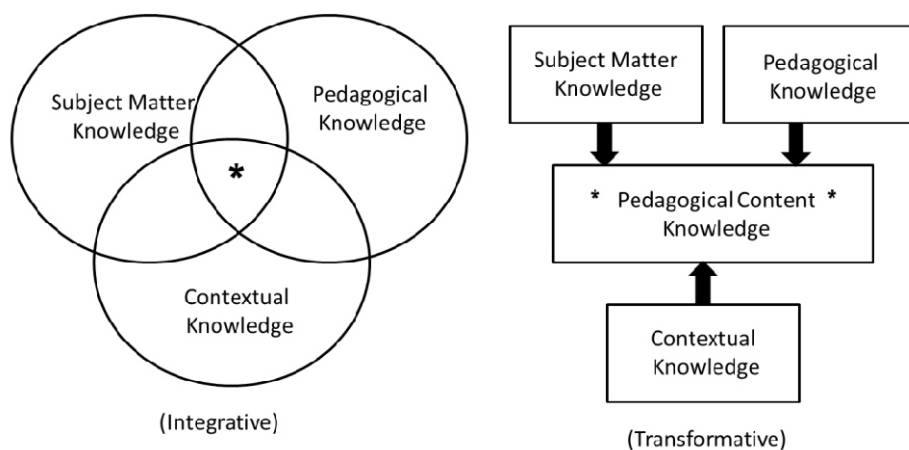 Subject Matter
Knowledge
Pedagogical
Knowledge
*
Contextual
Knowledge
(Integrative)
Subject Matter
Knowledge
Pedagogical
Knowledge
* Pedagogical Content *
Knowledge
Contextual
Knowledge
(Transformative)